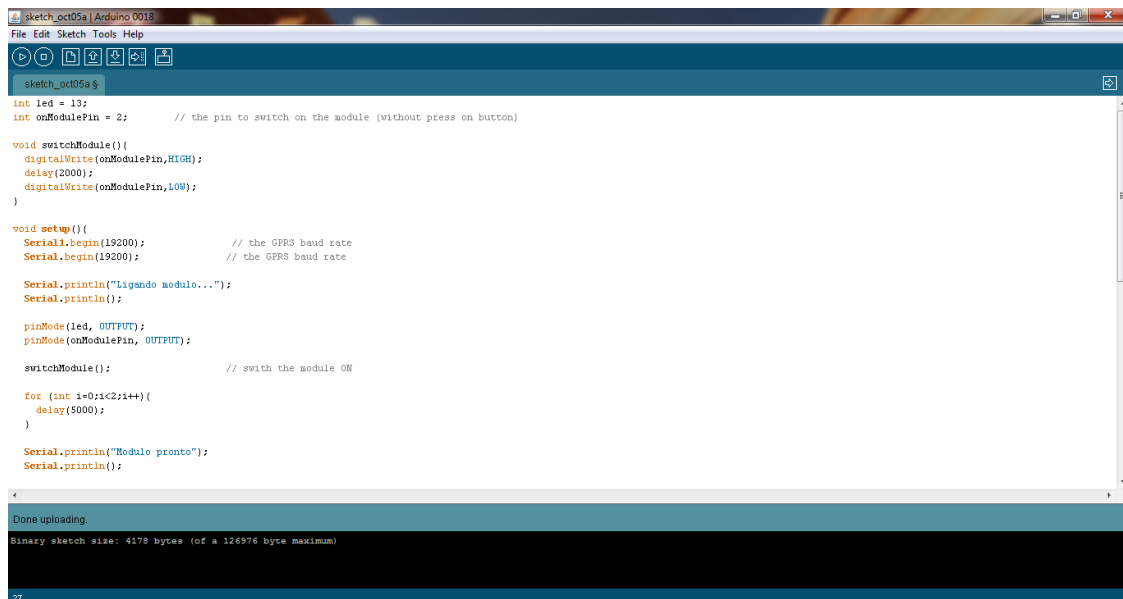 sketch_oct05a | Arduino 0018
File Edit Sketch Tools Help
sketch_oct05a §
int led = 13;
int onModulePin = 2;        // the pin to switch on the module (without press on button)
void switchModule(){
  digitalWrite(onModulePin,HIGH);
  delay(2000);
  digitalWrite(onModulePin,LOW);
}
void setup(){
  Serial1.begin(19200);               // the GPRS baud rate
  Serial.begin(19200);               // the GPRS baud rate
  Serial.println("Ligando modulo...");
  Serial.println();
  pinMode(led, OUTPUT);
  pinMode(onModulePin, OUTPUT);
  switchModule();                    // swith the module ON
  for (int i=0;i<2;i++){
    delay(5000);
  }
  Serial.println("Modulo pronto");
  Serial.println();
Done uploading.
Binary sketch size: 4178 bytes (of a 126976 byte maximum)
27